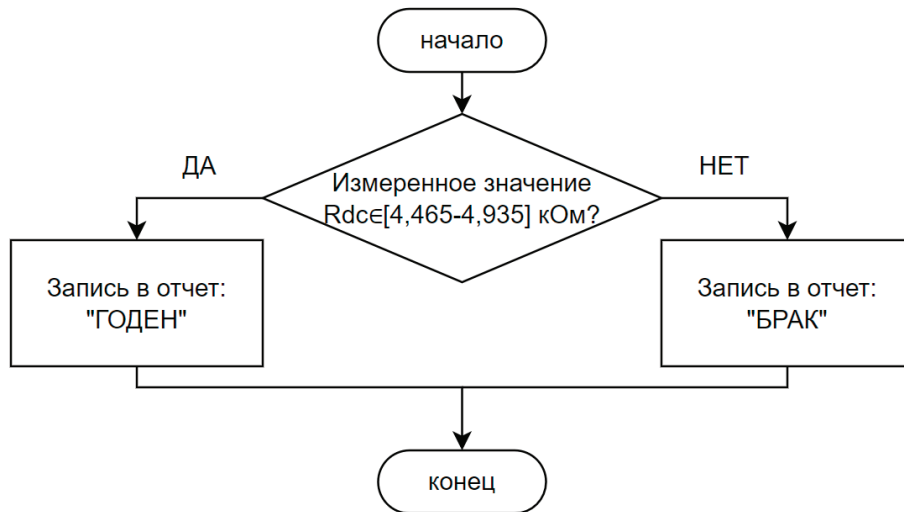 начало
ДА
НЕТ
Измеренное значение
Rdc∈[4,465-4,935] кОм?
Запись в отчет:
"ГОДЕН"
Запись в отчет:
"БРАК"
конец